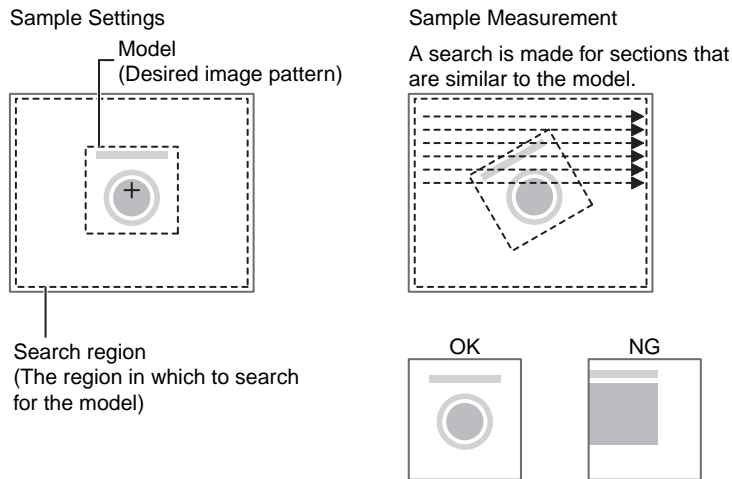 Sample Settings
Model
(Desired image pattern)
Search region
(The region in which to search
for the model)
Sample Measurement
A search is made for sections that
are similar to the model.
OK
NG